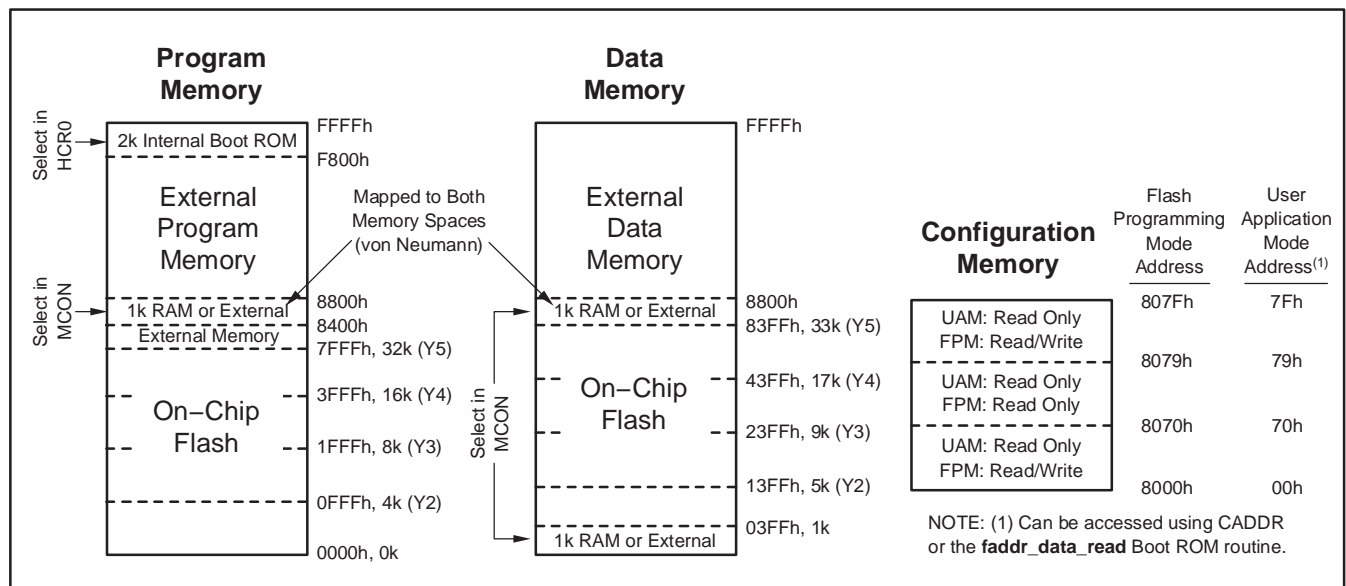 Program
Memory
Select in
HCR0
2k Internal Boot ROM
FFFFh
F800h
External
Program
Memory
Mapped to Both
Memory Spaces
(von Neumann)
Select in
MCON
1k RAM or External
8800h
8400h
External Memory
7FFFh, 32k (Y5)
3FFFh, 16k (Y4)
On−Chip
Flash
1FFFh, 8k (Y3)
0FFFh, 4k (Y2)
0000h, 0k
Data
Memory
FFFFh
External
Data
Memory
8800h
1k RAM or External
83FFh, 33k (Y5)
Select in
MCON
43FFh, 17k (Y4)
On−Chip
Flash
23FFh, 9k (Y3)
13FFh, 5k (Y2)
03FFh, 1k
1k RAM or External
Configuration
Memory
Flash
Programming
Mode
Address
User
Application
Mode
Address(1)
807Fh 7Fh
UAM: Read Only
FPM: Read/Write
8079h 79h
UAM: Read Only
FPM: Read Only
8070h 70h
UAM: Read Only
FPM: Read/Write
8000h 00h
NOTE: (1) Can be accessed using CADDR
or the faddr_data_read Boot ROM routine.